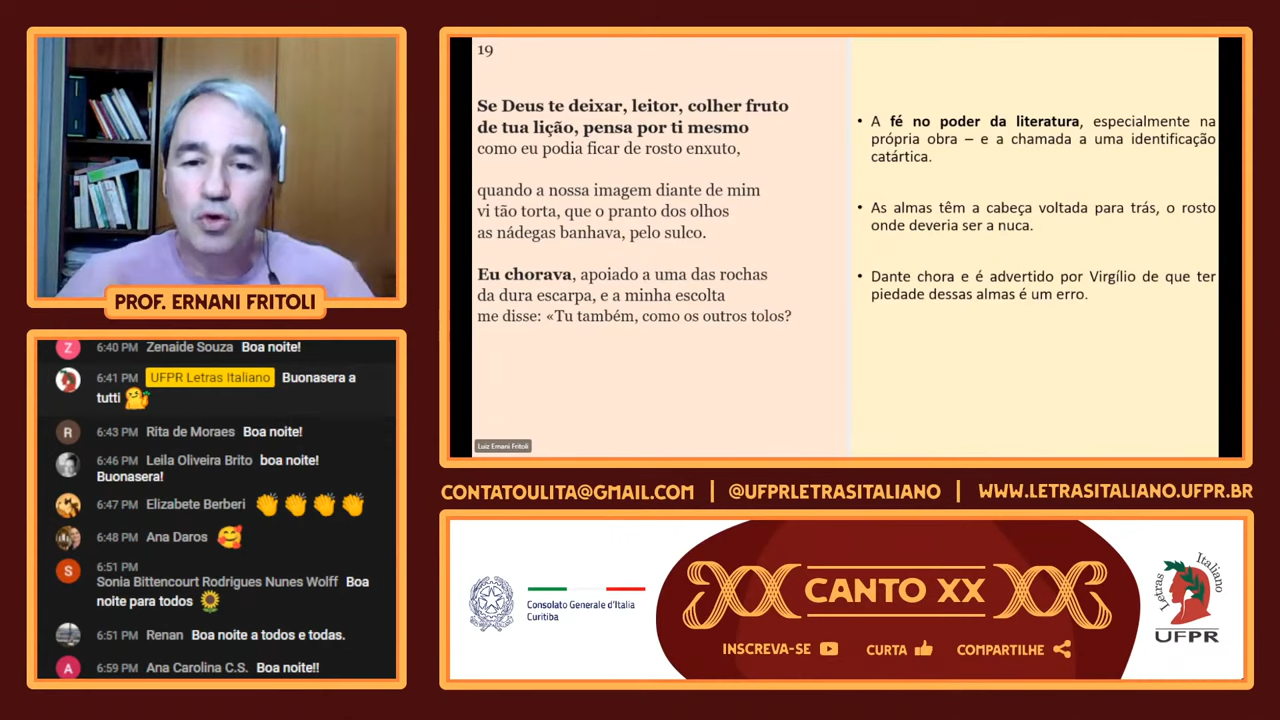 PROF. ERNANI FRITOLI
Z 6:40 PM Zenaide Souza Boa noite!
6:41 PM UFPR Letras Italiano Buonasera a
tutti
R 6:43 PM Rita de Moraes Boa noite!
6:46 PM Leila Oliveira Brito boa noite!
Buonasera!
6:47 PM Elizabete Berberi
6:48 PM Ana Daros
S 6:51 PM
Sonia Bittencourt Rodrigues Nunes Wolff Boa
noite para todos
6:51 PM Renan Boa noite a todos e todas.
A 6:59 PM Ana Carolina C.S. Boa noite!!
19
Se Deus te deixar, leitor, colher fruto
de tua lição, pensa por ti mesmo
como eu podia ficar de rosto enxuto,
quando a nossa imagem diante de mim
vi tão torta, que o pranto dos olhos
as nádegas banhava, pelo sulco.
Eu chorava, apoiado a uma das rochas
da dura escarpa, e a minha escolta
me disse: «Tu também, como os outros tolos?
Luiz Ernani Fritoli
• A fé no poder da literatura, especialmente na
própria obra – e a chamada a uma identificação
catártica.
• As almas têm a cabeça voltada para trás, o rosto
onde deveria ser a nuca.
• Dante chora e é advertido por Virgílio de que ter
piedade dessas almas é um erro.
CONTATOULITA@GMAIL.COM | @UFPRLETRASITALIANO | WWW.LETRASITALIANO.UFPR.BR
Consolato Generale d'Italia
Curitiba
CANTO XX
INSCREVA-SE CURTA COMPARTILHE
Letras Italiano
UFPR